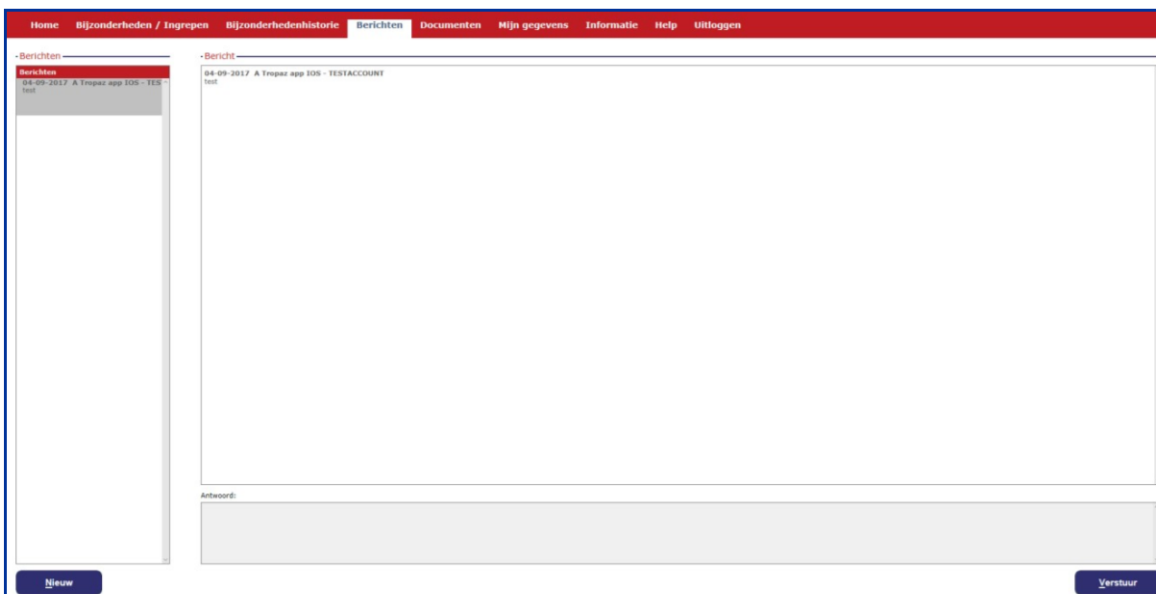 Home Bijzonderheden / Ingrepen Bijzonderhedenhistorie Berichten Documenten Mijn gegevens Informatie Help Uitloggen
Berichten
Berichten
04-09-2017 A Tropaz app IOS - TES
test
Bericht
04-09-2017 A Tropaz app IOS - TESTACCOUNT
test
Antwoord:
Nieuw
Verstuur